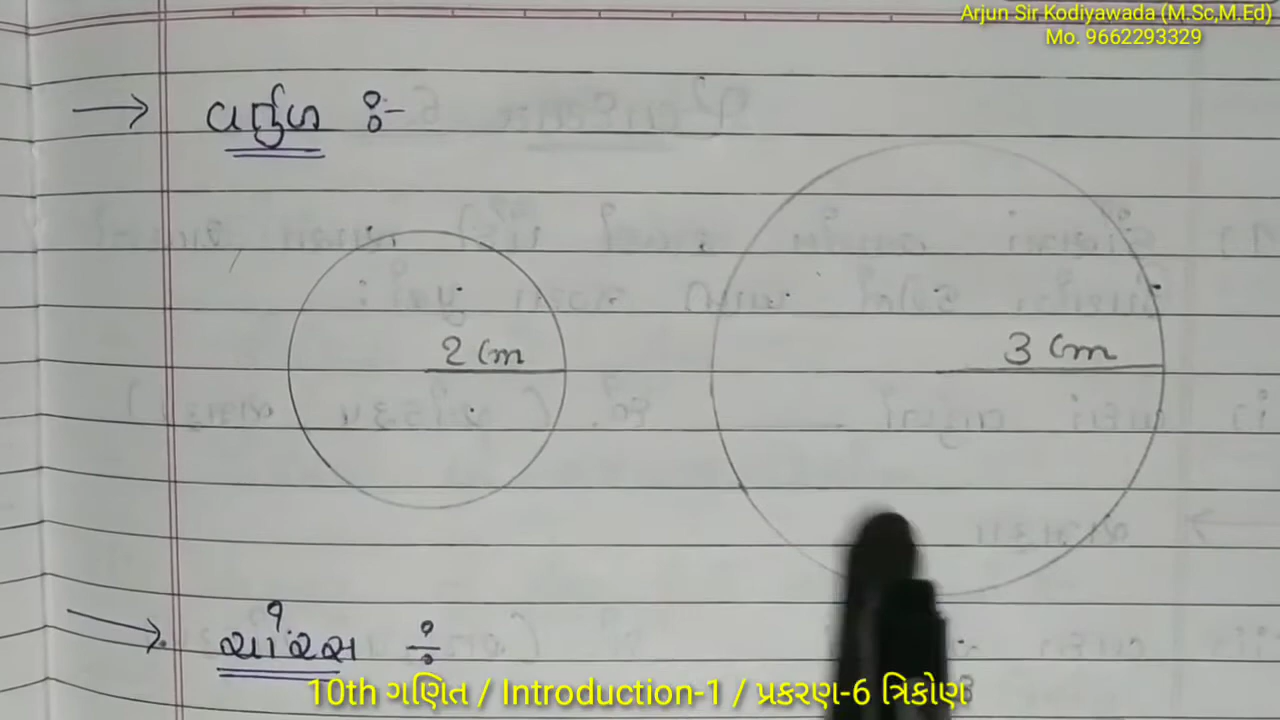 Arjun Sir Kodiyawada (M.Sc,M.Ed)
Mo. 9662293329
→ વર્તુળ :-
2 cm
3 cm
⇒ ચોરસ :
10th ગણિત / Introduction-1 / પ્રકરણ-6 ત્રિકોણ